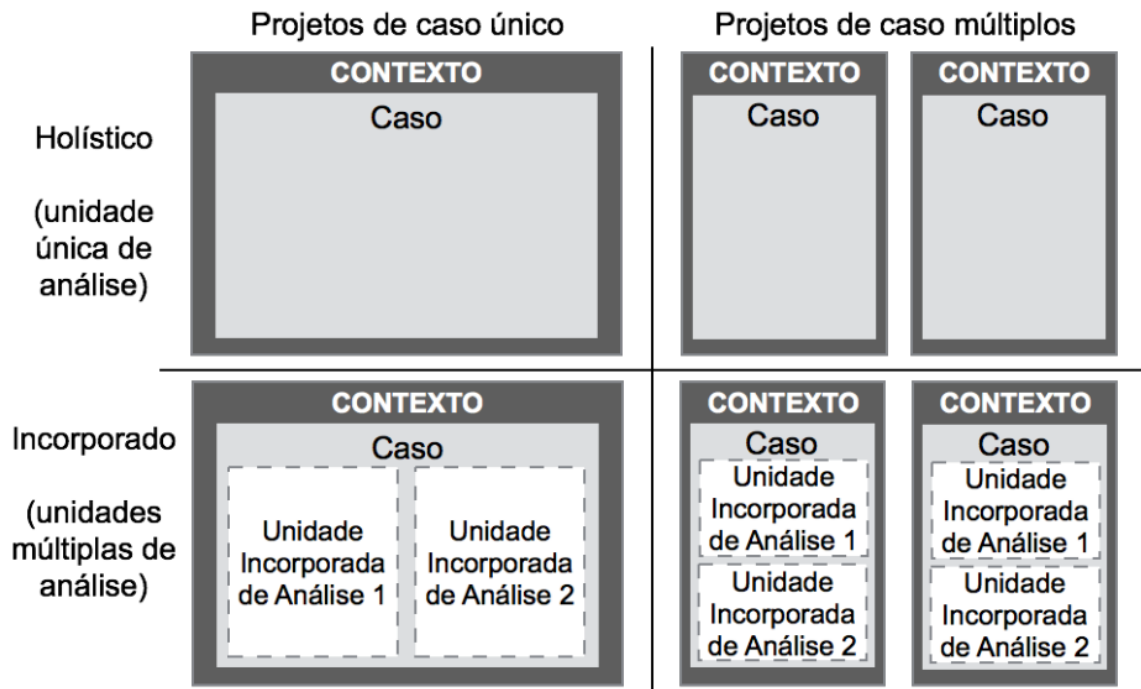 Projetos de caso único
Projetos de caso múltiplos
Holístico
(unidade
única de
análise)
CONTEXTO
Caso
CONTEXTO
Caso
CONTEXTO
Caso
Incorporado
(unidades
múltiplas de
análise)
CONTEXTO
Caso
Unidade
Incorporada
de Análise 1
Unidade
Incorporada
de Análise 2
CONTEXTO
Caso
Unidade
Incorporada
de Análise 1
Unidade
Incorporada
de Análise 2
CONTEXTO
Caso
Unidade
Incorporada
de Análise 1
Unidade
Incorporada
de Análise 2